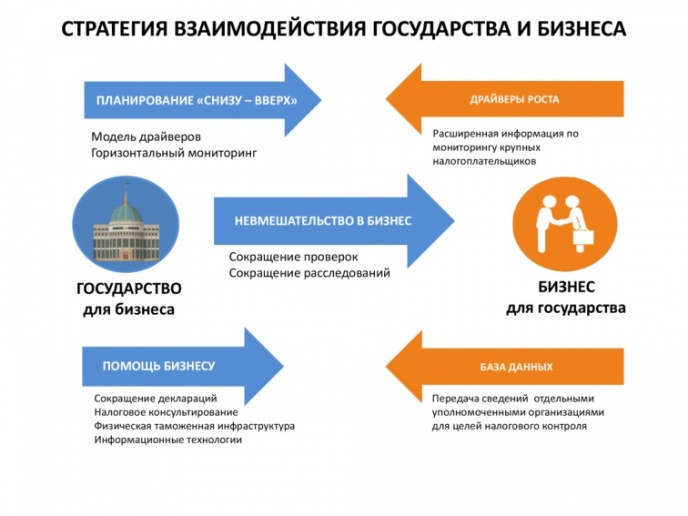 СТРАТЕГИЯ ВЗАИМОДЕЙСТВИЯ ГОСУДАРСТВА И БИЗНЕСА
ПЛАНИРОВАНИЕ «СНИЗУ – ВВЕРХ»
Модель драйверов
Горизонтальный мониторинг
ДРАЙВЕРЫ РОСТА
Расширенная информация по
мониторингу крупных
налогоплательщиков
НЕВМЕШАТЕЛЬСТВО В БИЗНЕС
Сокращение проверок
Сокращение расследований
ГОСУДАРСТВО
для бизнеса
БИЗНЕС
для государства
ПОМОЩЬ БИЗНЕСУ
Сокращение деклараций
Налоговое консультирование
Физическая таможенная инфраструктура
Информационные технологии
БАЗА ДАННЫХ
Передача сведений отдельными
уполномоченными организациями
для целей налогового контроля